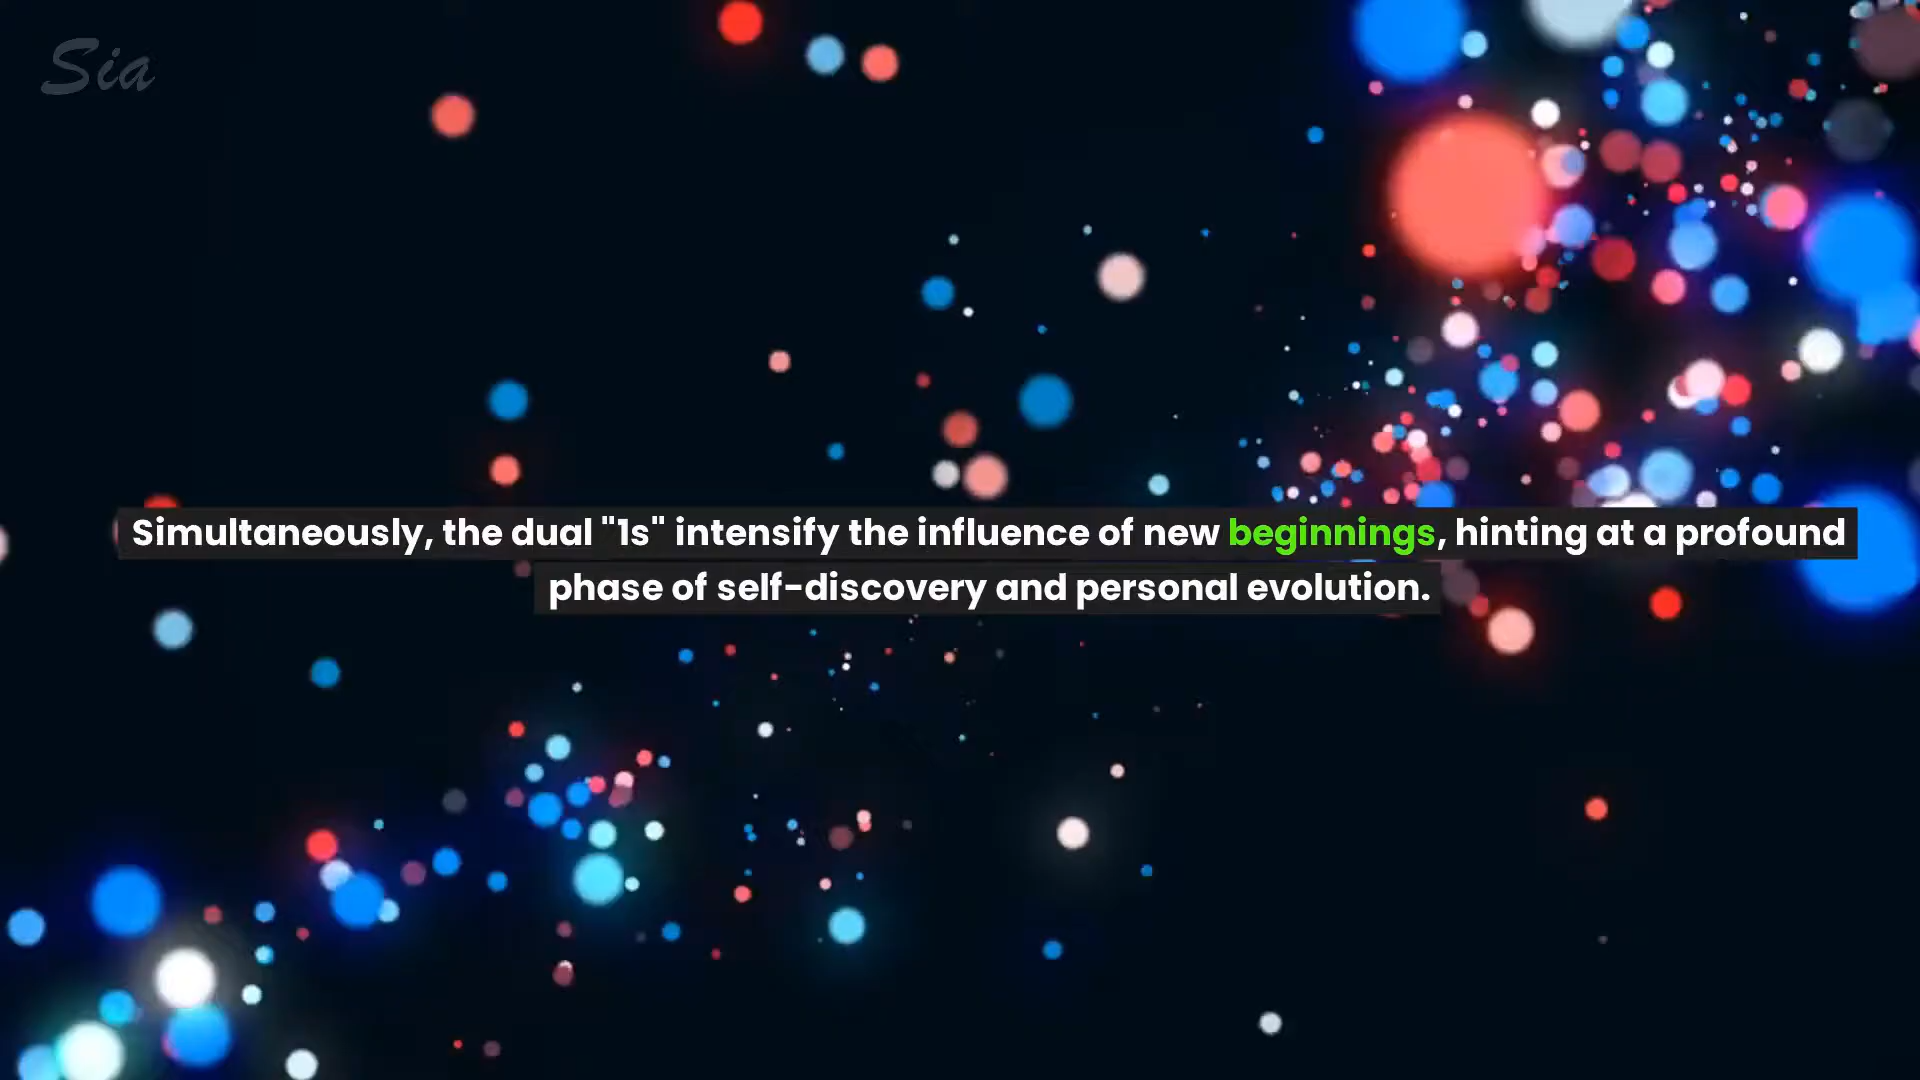 Sia
Simultaneously, the dual "1s" intensify the influence of new beginnings, hinting at a profound
phase of self-discovery and personal evolution.